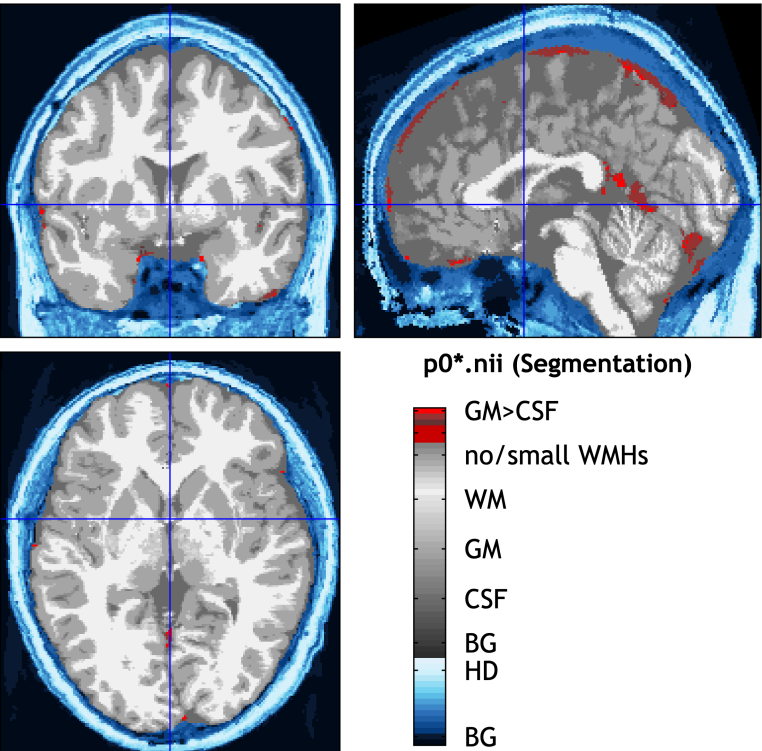 p0*.nii (Segmentation)
GM>CSF
no/small WMHs
WM
GM
CSF
BG
HD
BG